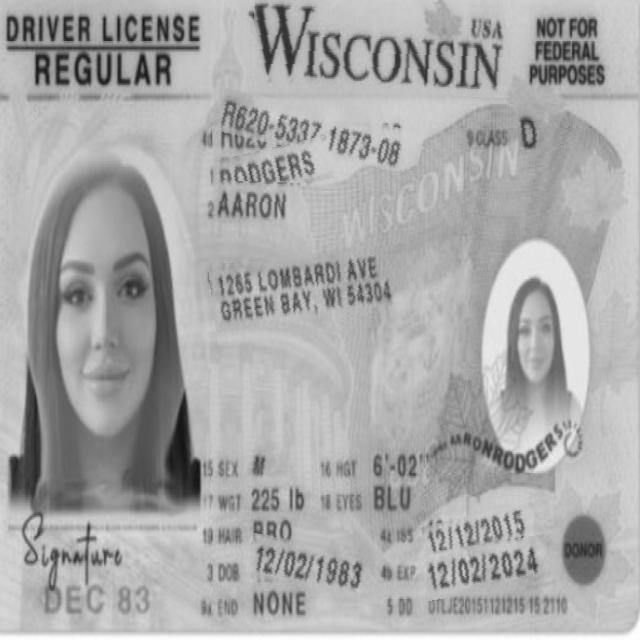 DRIVER LICENSE
REGULAR
WISCONSIN USA
NOT FOR
FEDERAL
PURPOSES
R620-5337-1873-08
9 CLASS D
1 RODGERS
2 AARON
WISCONSIN
1265 LOMBARDI AVE
GREEN BAY, WI 54304
15 SEX M 16 HGT 6'-02"
17 WGT 225 lb 18 EYES BLU
19 HAIR BRO 4a ISS 12/12/2015
3 DOB 12/02/1983 4b EXP 12/02/2024
9a END NONE 5 DD OTLJE20151121215152110
AARONRODGERS
DONOR
Signature
DEC 83